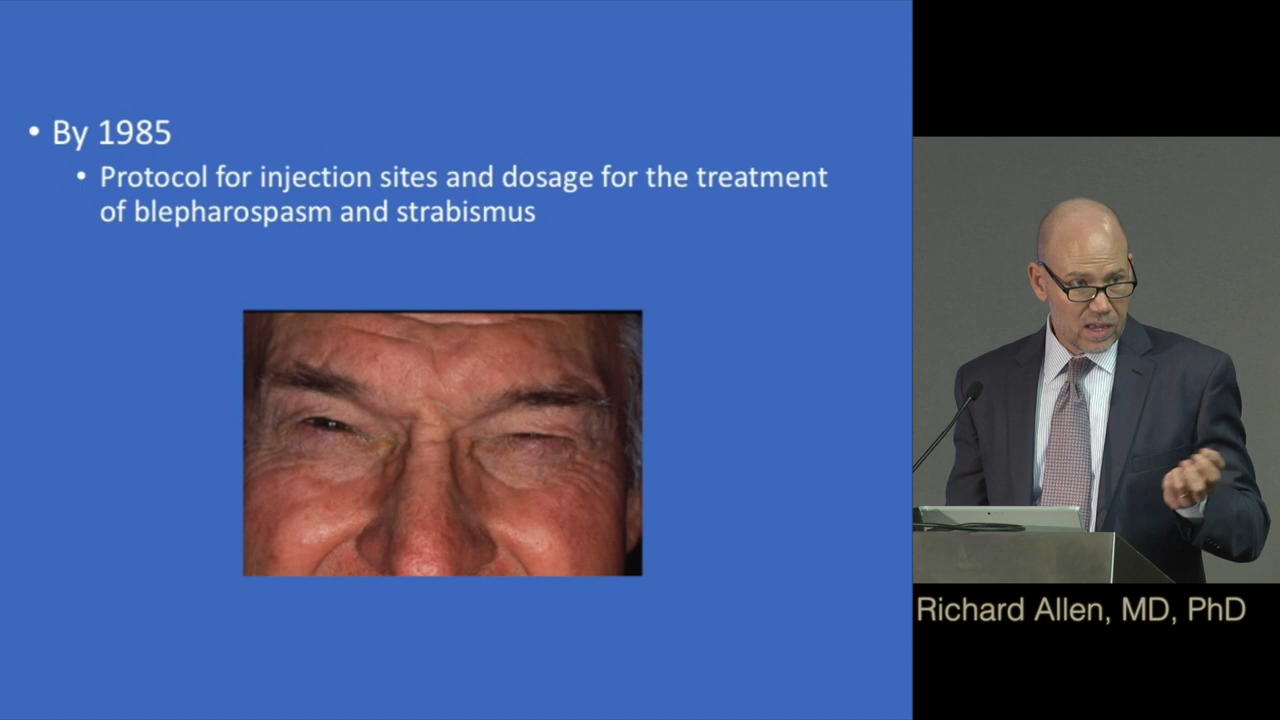 • By 1985
• Protocol for injection sites and dosage for the treatment
of blepharospasm and strabismus
Richard Allen, MD, PhD